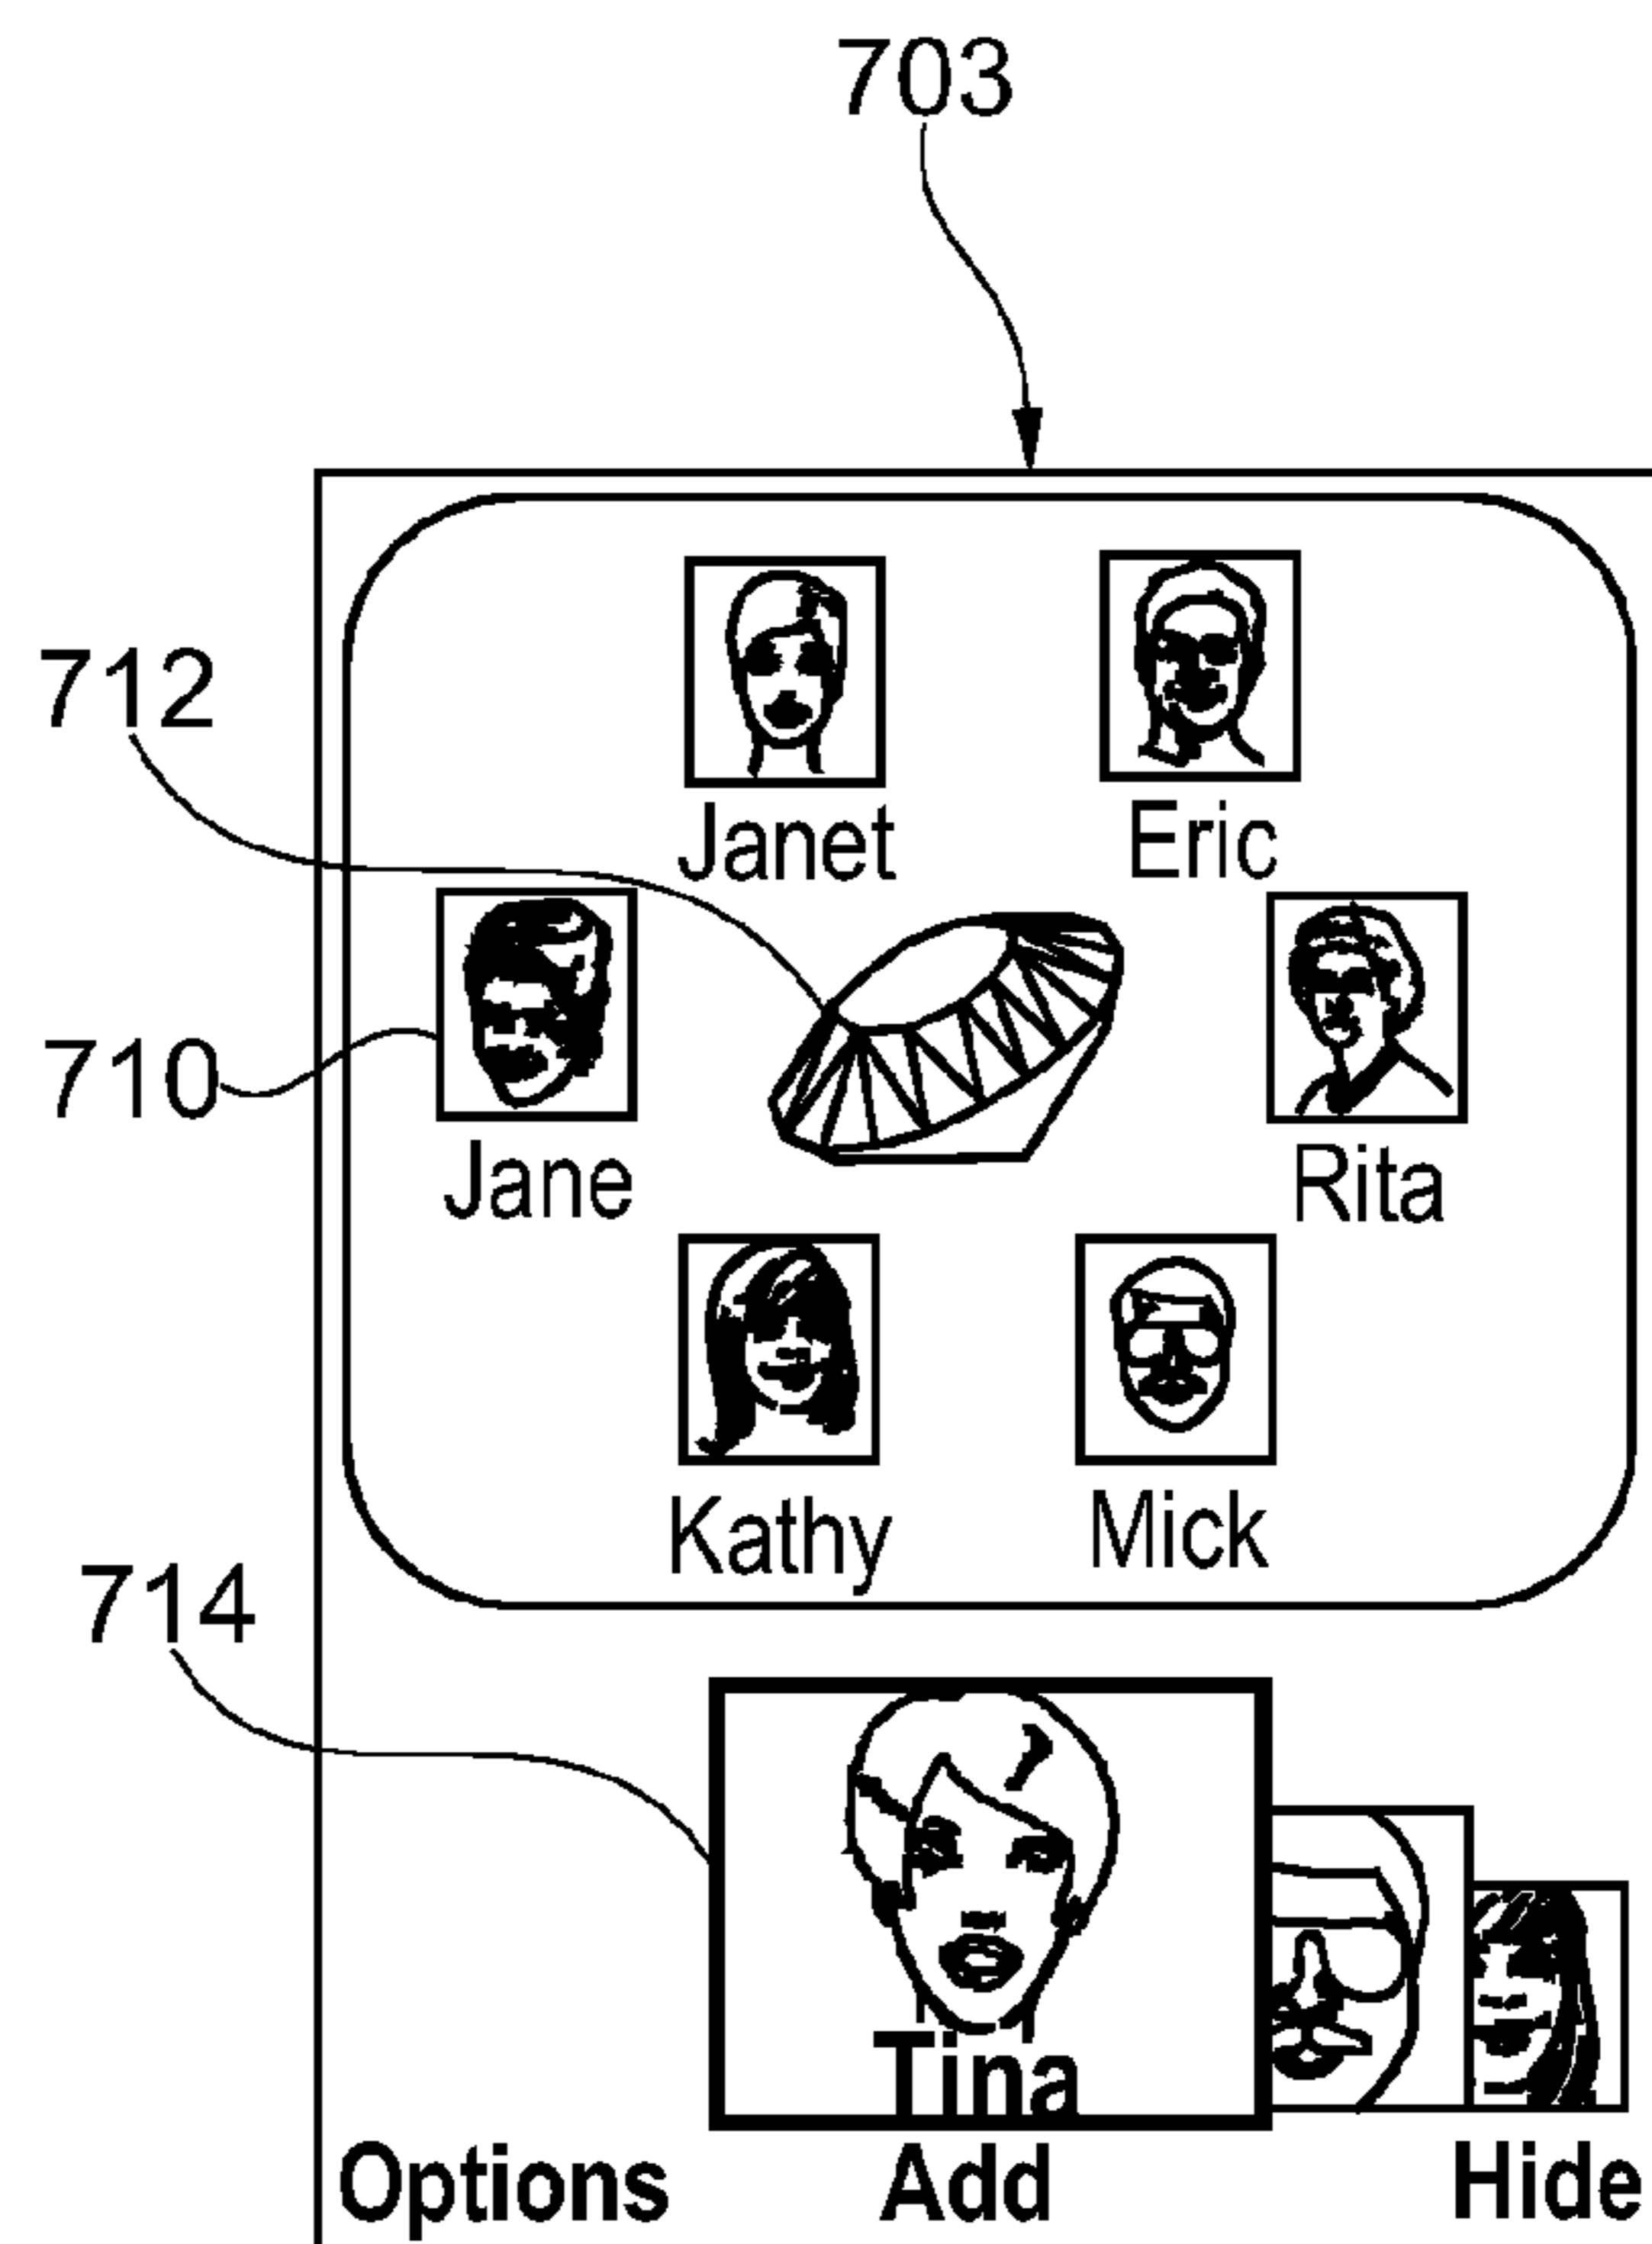 703
Janet Eric
712
710
Jane Rita
Kathy Mick
714
Tina
Options Add Hide